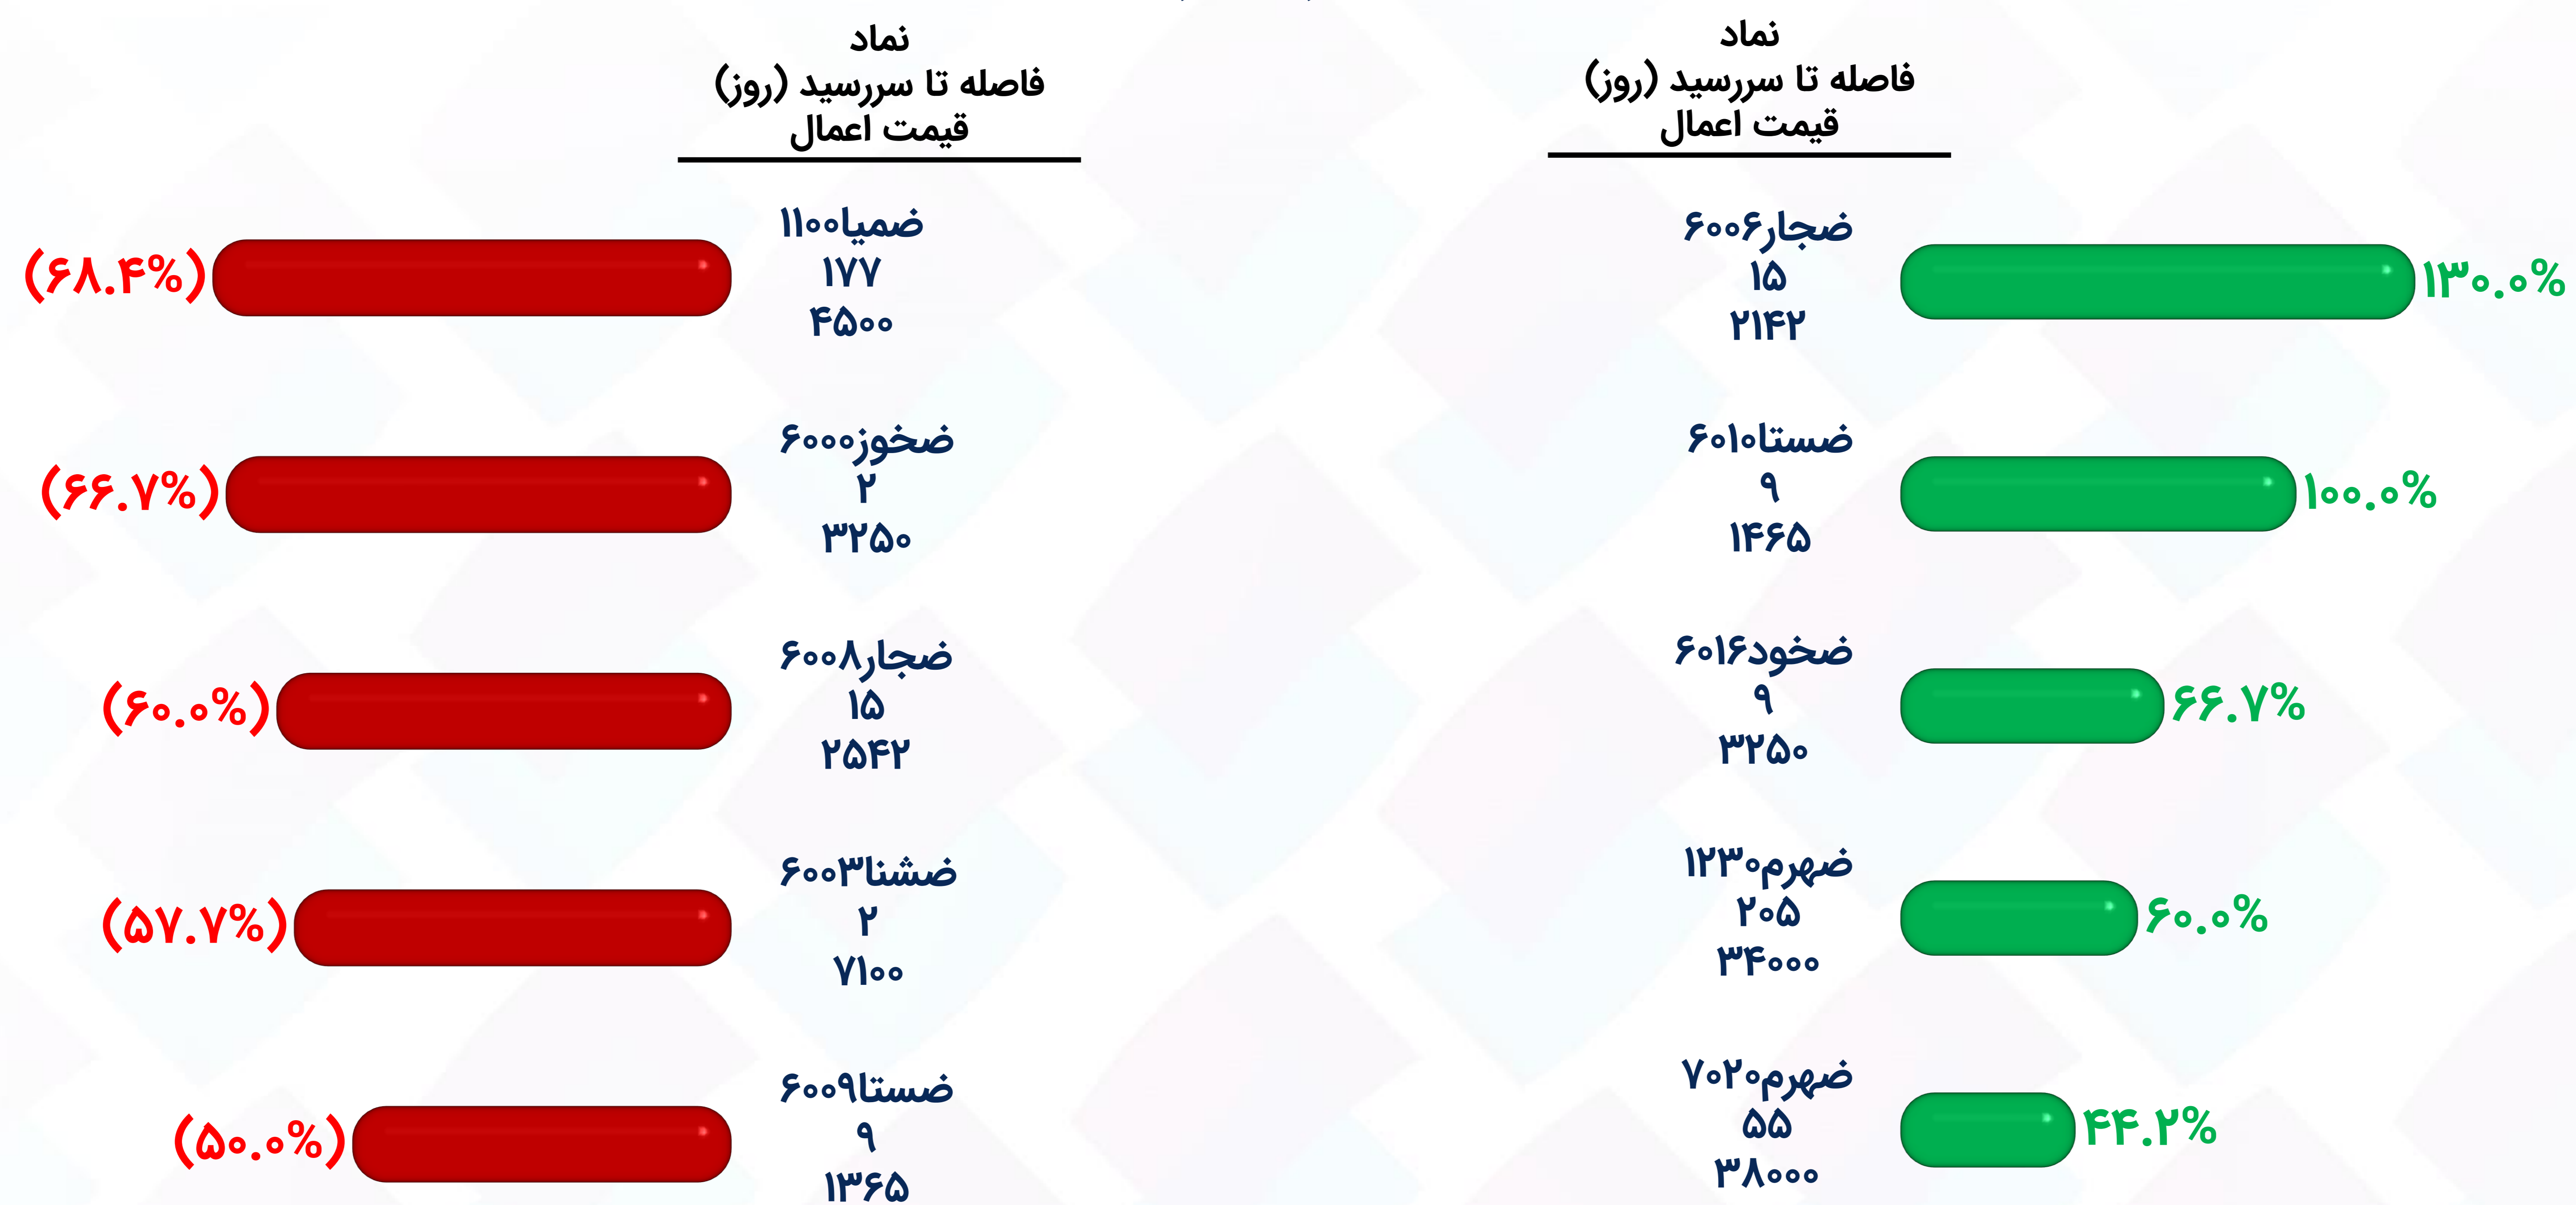 نماد
فاصله تا سررسید (روز)
قیمت اعمال
ضجار۶۰۰۶
۱۵
۲۱۴۲
۱۳۰.۰%
ضستا۶۰۱۰
۹
۱۴۶۵
۱۰۰.۰%
ضخود۶۰۱۶
۹
۳۲۵۰
۶۶.۷%
ضهرم۱۲۳۰
۲۰۵
۳۴۰۰۰
۶۰.۰%
ضهرم۷۰۲۰
۵۵
۳۸۰۰۰
۴۴.۲%
نماد
فاصله تا سررسید (روز)
قیمت اعمال
ضمیا۱۱۰۰
۱۷۷
۴۵۰۰
(۶۸.۴%)
ضخوز۶۰۰۰
۲
۳۲۵۰
(۶۶.۷%)
ضجار۶۰۰۸
۱۵
۲۵۴۲
(۶۰.۰%)
ضشنا۶۰۰۳
۲
۷۱۰۰
(۵۷.۷%)
ضستا۶۰۰۹
۹
۱۳۶۵
(۵۰.۰%)